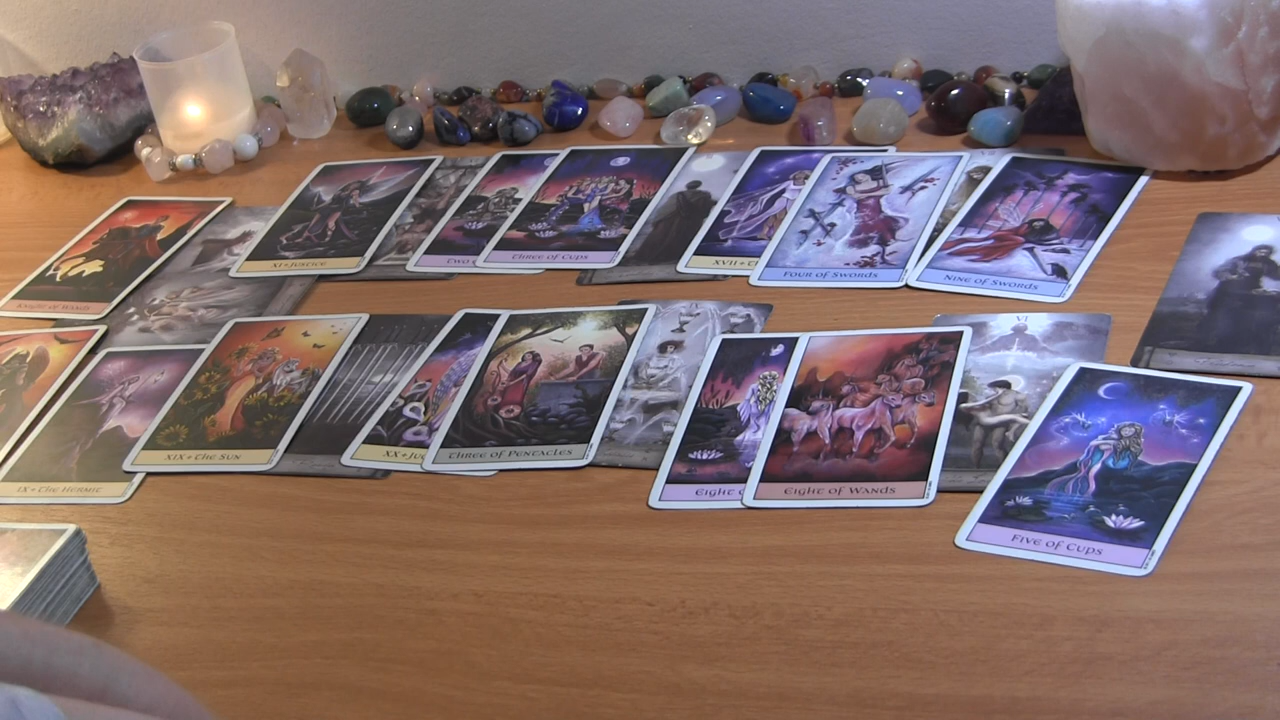 KNIGHT OF WANDS
XI • JUSTICE
TWO
THREE OF CUPS
XVII • TH
FOUR OF SWORDS
NINE OF SWORDS
IX • THE HERMIT
XIX • THE SUN
XX • JU
THREE OF PENTACLES
EIGHT
EIGHT OF WANDS
VI
FIVE OF CUPS